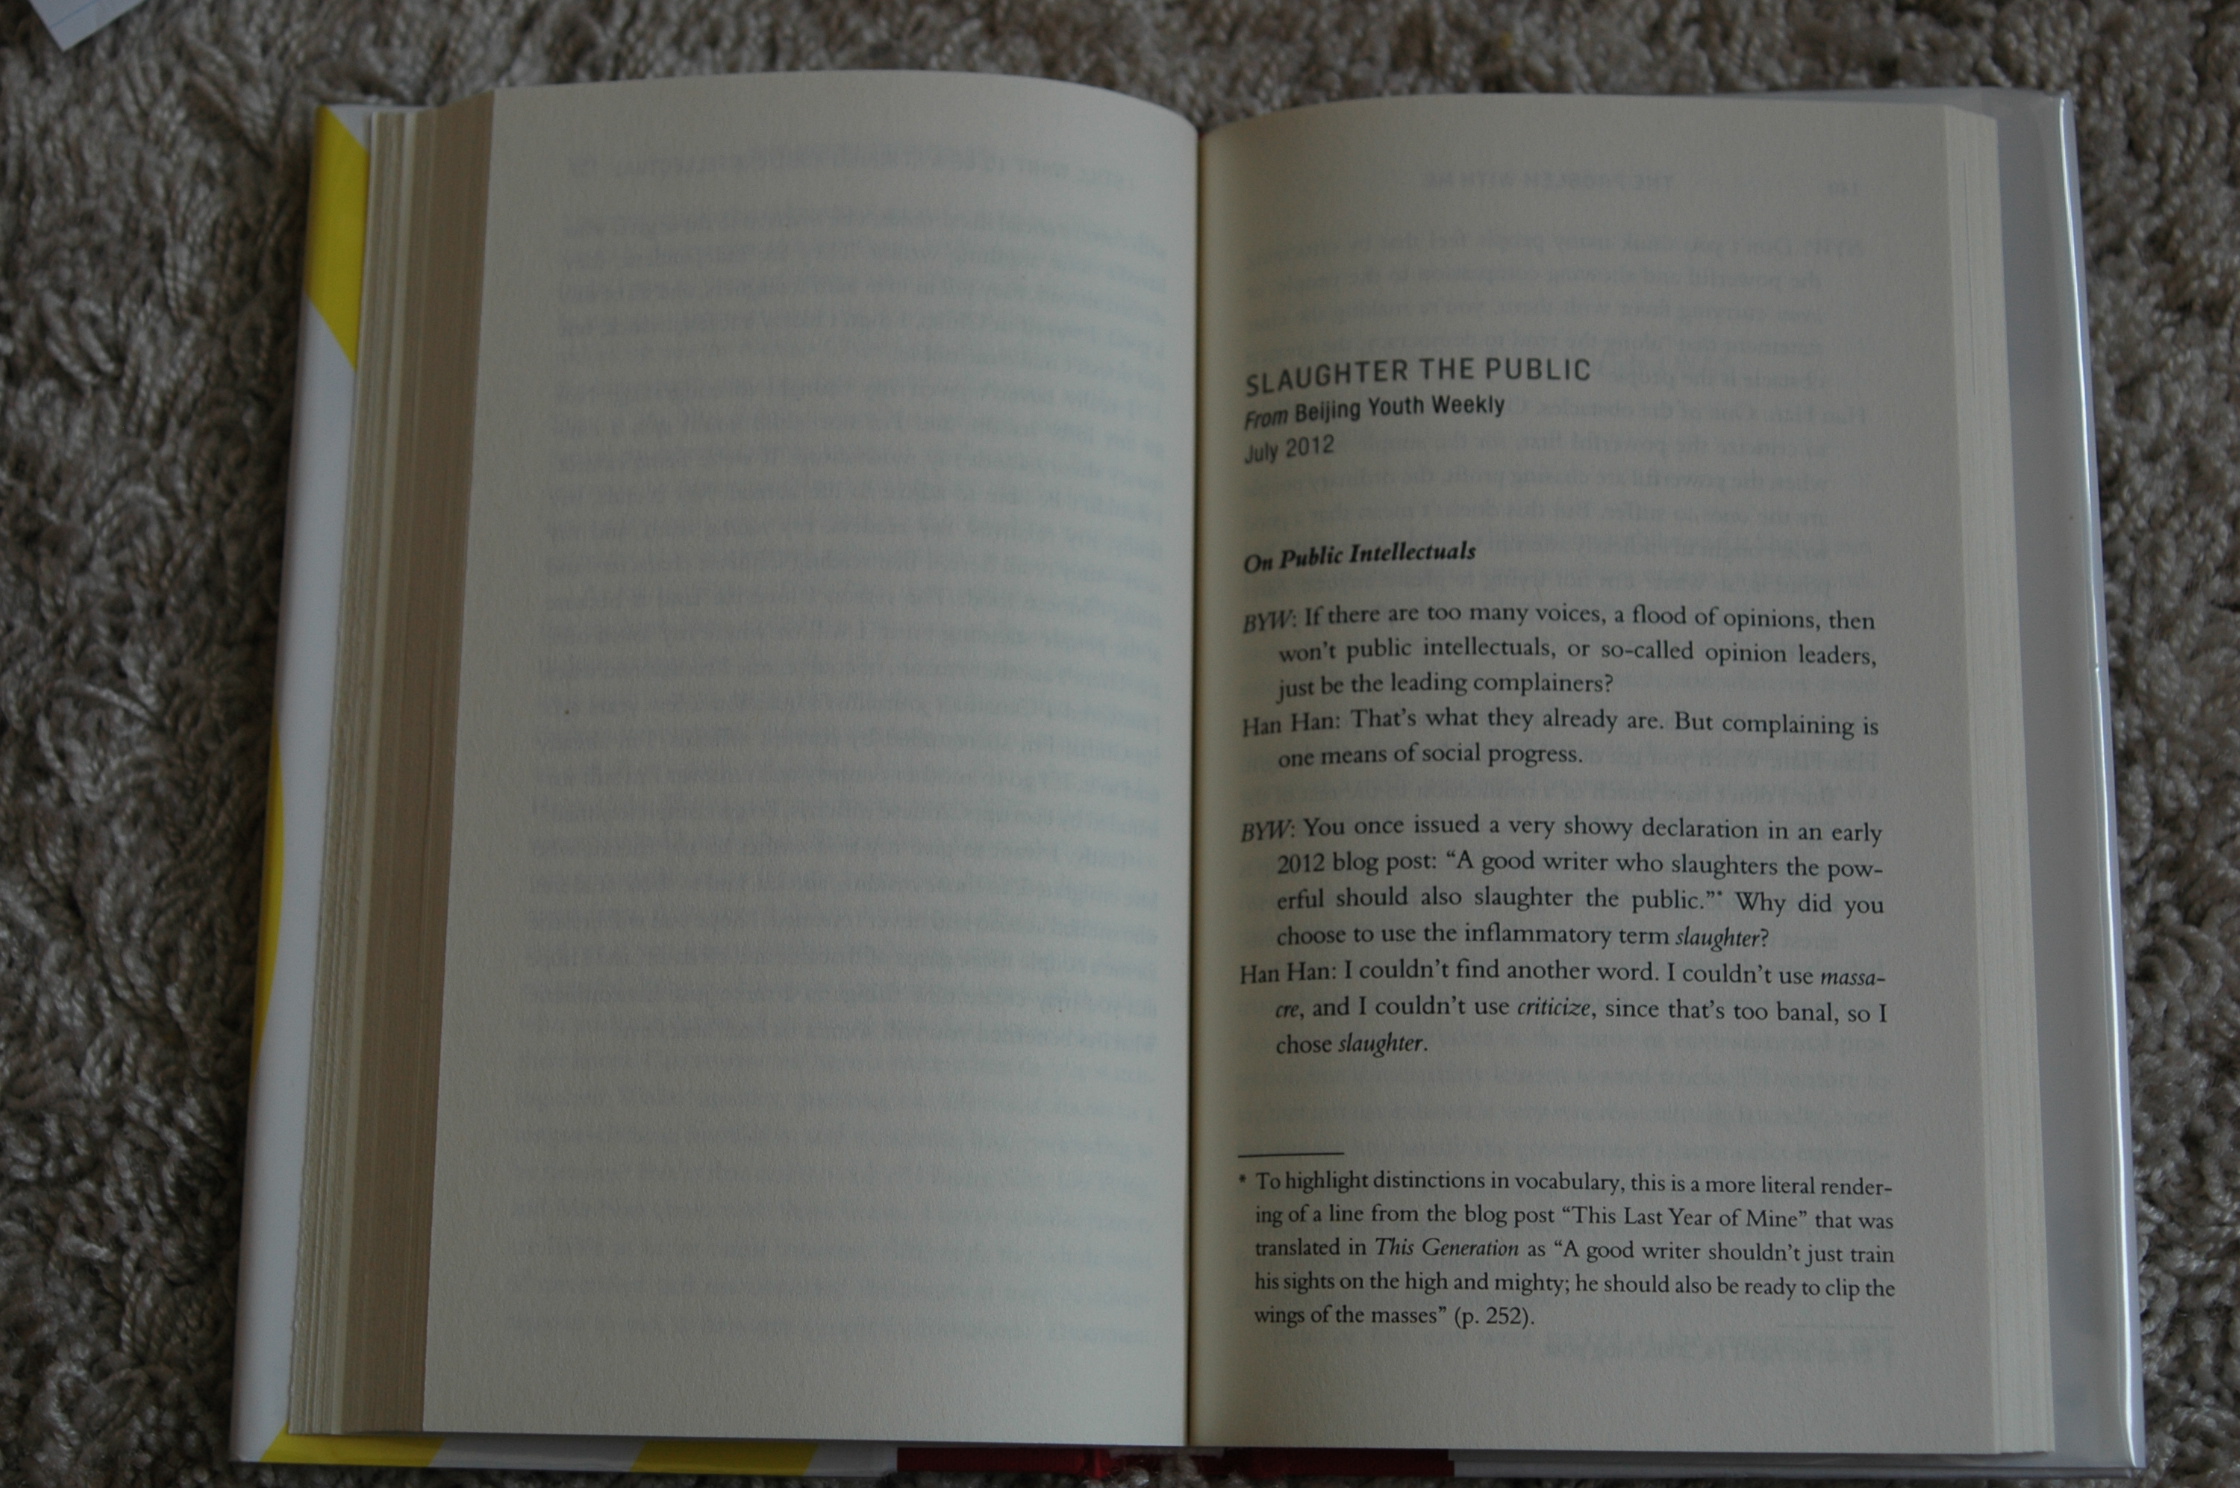 SLAUGHTER THE PUBLIC
From Beijing Youth Weekly
July 2012
On Public Intellectuals
BYW: If there are too many voices, a flood of opinions, then
won't public intellectuals, or so-called opinion leaders,
just be the leading complainers?
Han Han: That's what they already are. But complaining is
one means of social progress.
BYW: You once issued a very showy declaration in an early
2012 blog post: “A good writer who slaughters the pow-
erful should also slaughter the public.”* Why did you
choose to use the inflammatory term slaughter?
Han Han: I couldn't find another word. I couldn't use massa-
cre, and I couldn't use criticize, since that's too banal, so I
chose slaughter.
* To highlight distinctions in vocabulary, this is a more literal render-
ing of a line from the blog post “This Last Year of Mine” that was
translated in This Generation as “A good writer shouldn't just train
his sights on the high and mighty; he should also be ready to clip the
wings of the masses” (p. 252).